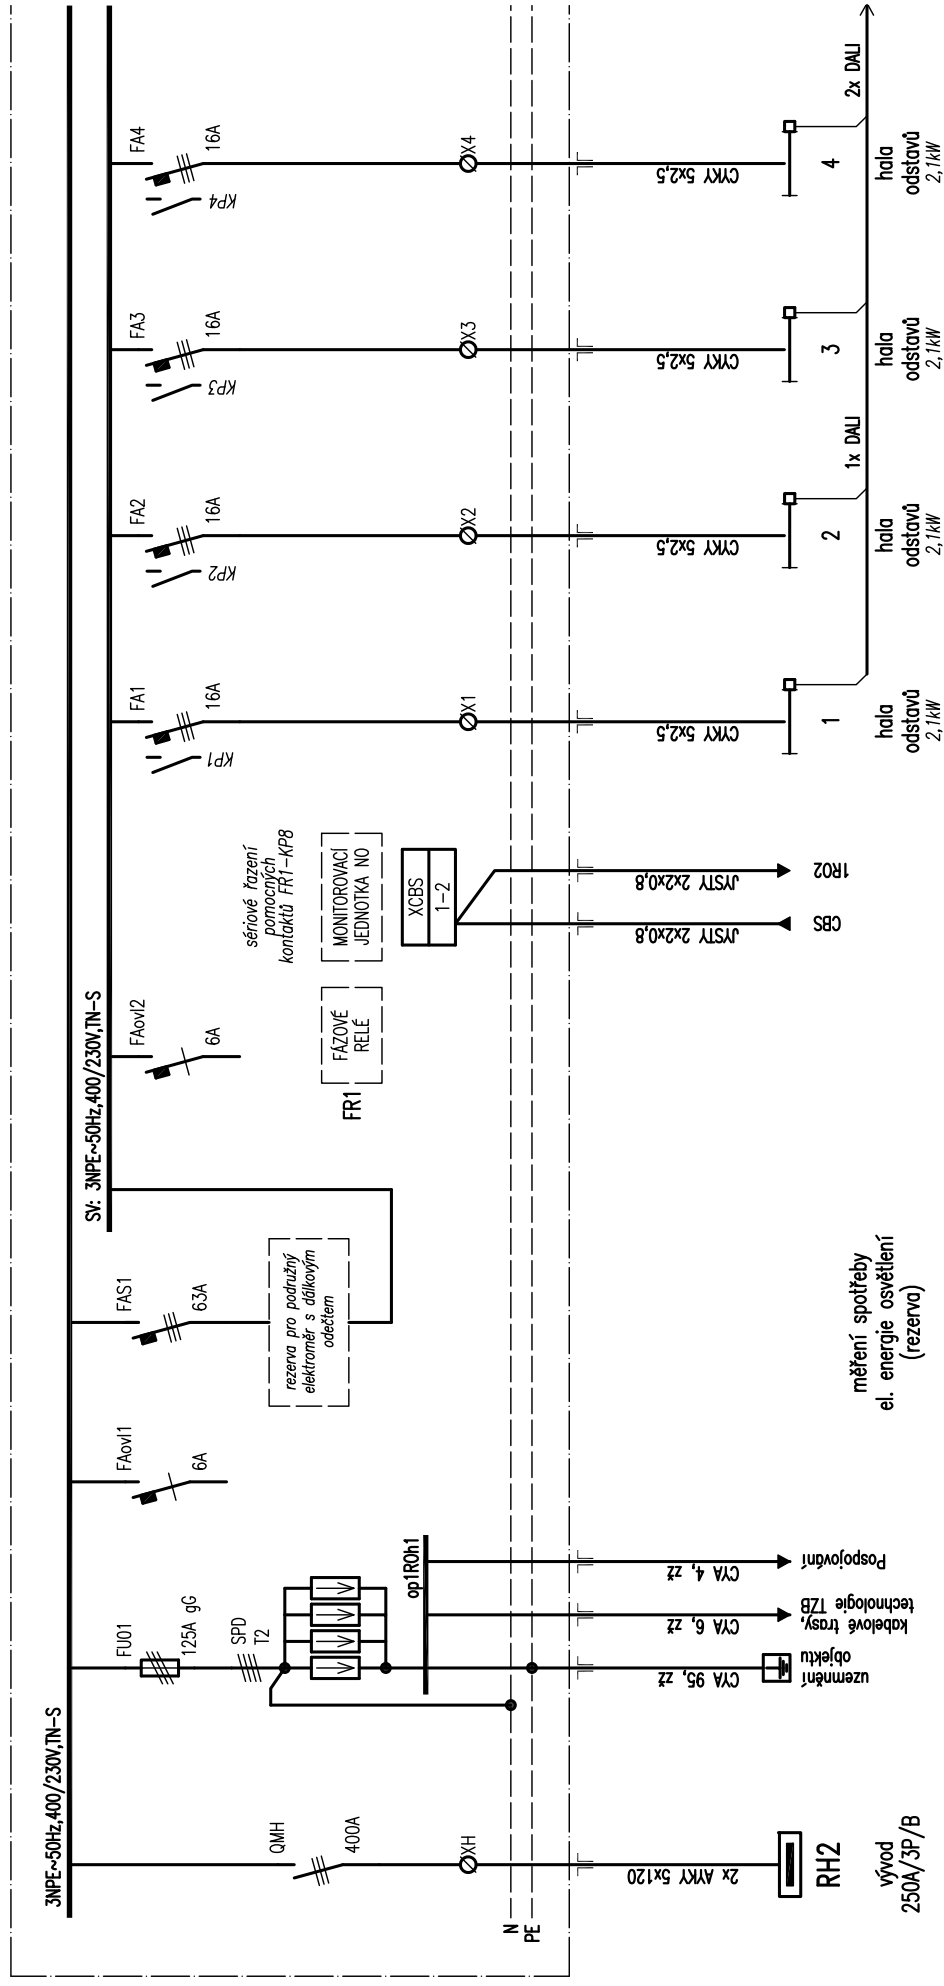 3NPE~50Hz,400/230V,TN-S
QMH
400A
XH
2x AYKY 5x120
RH2
vývod
250A/3P/B
N
PE
FU01
125A gG
SPD
T2
op1ROh1
CYA 95, zž
uzemnění
objektu
CYA 6, zž
kabelové trasy,
technologie TZB
CYA 4, zž
Pospojování
FAovl1
6A
FAS1
63A
rezerva pro podružný
elektroměr s dálkovým
odečtem
měření spotřeby
el. energie osvětlení
(rezerva)
SV: 3NPE~50Hz,400/230V,TN-S
FAovl2
6A
FR1
FÁZOVÉ
RELÉ
sériové řazení
pomocných
kontaktů FR1-KP8
MONITOROVACÍ
JEDNOTKA NO
XCBS
1-2
JYSTY 2x2x0,8
CBS
JYSTY 2x2x0,8
1RO2
FA1
16A
KP1
X1
CYKY 5x2,5
1
hala
odstavů
2,1kW
FA2
16A
KP2
X2
CYKY 5x2,5
2
hala
odstavů
2,1kW
1x DALI
FA3
16A
KP3
X3
CYKY 5x2,5
3
hala
odstavů
2,1kW
FA4
16A
KP4
X4
CYKY 5x2,5
4
hala
odstavů
2,1kW
2x DALI